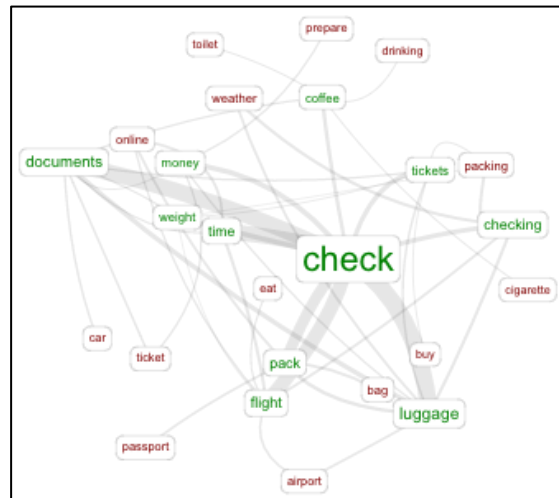 prepare
toilet
drinking
weather
coffee
online
documents
money
tickets
packing
weight
time
checking
check
eat
cigarette
car
ticket
buy
pack
bag
flight
luggage
passport
airport